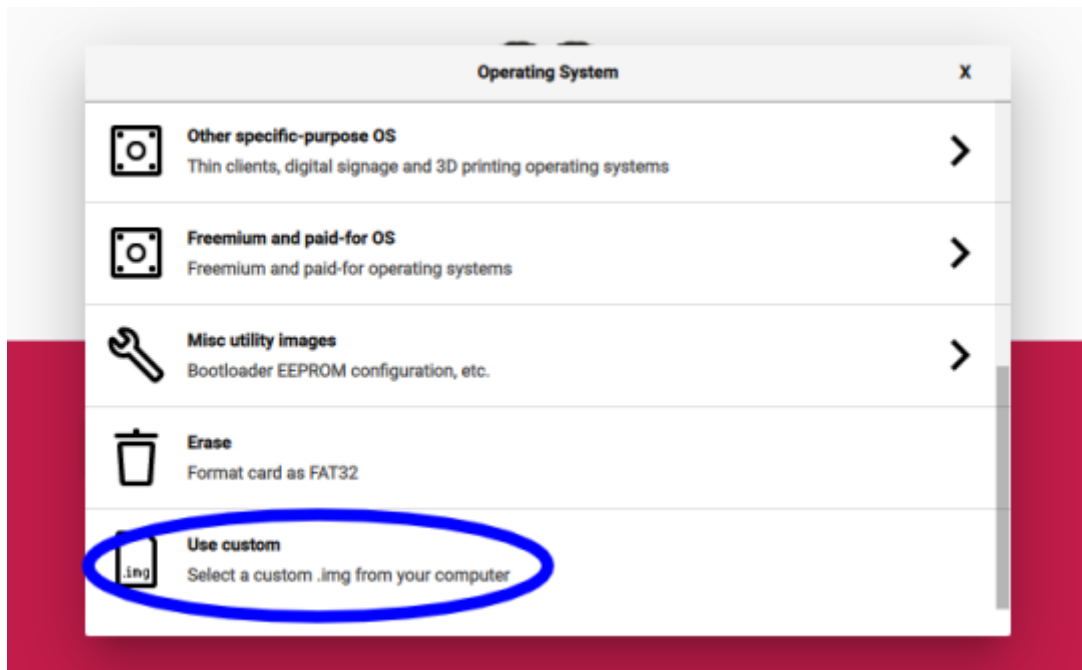 Operating System X
Other specific-purpose OS
Thin clients, digital signage and 3D printing operating systems
Freemium and paid-for OS
Freemium and paid-for operating systems
Misc utility images
Bootloader EEPROM configuration, etc.
Erase
Format card as FAT32
Use custom
.img
Select a custom .img from your computer